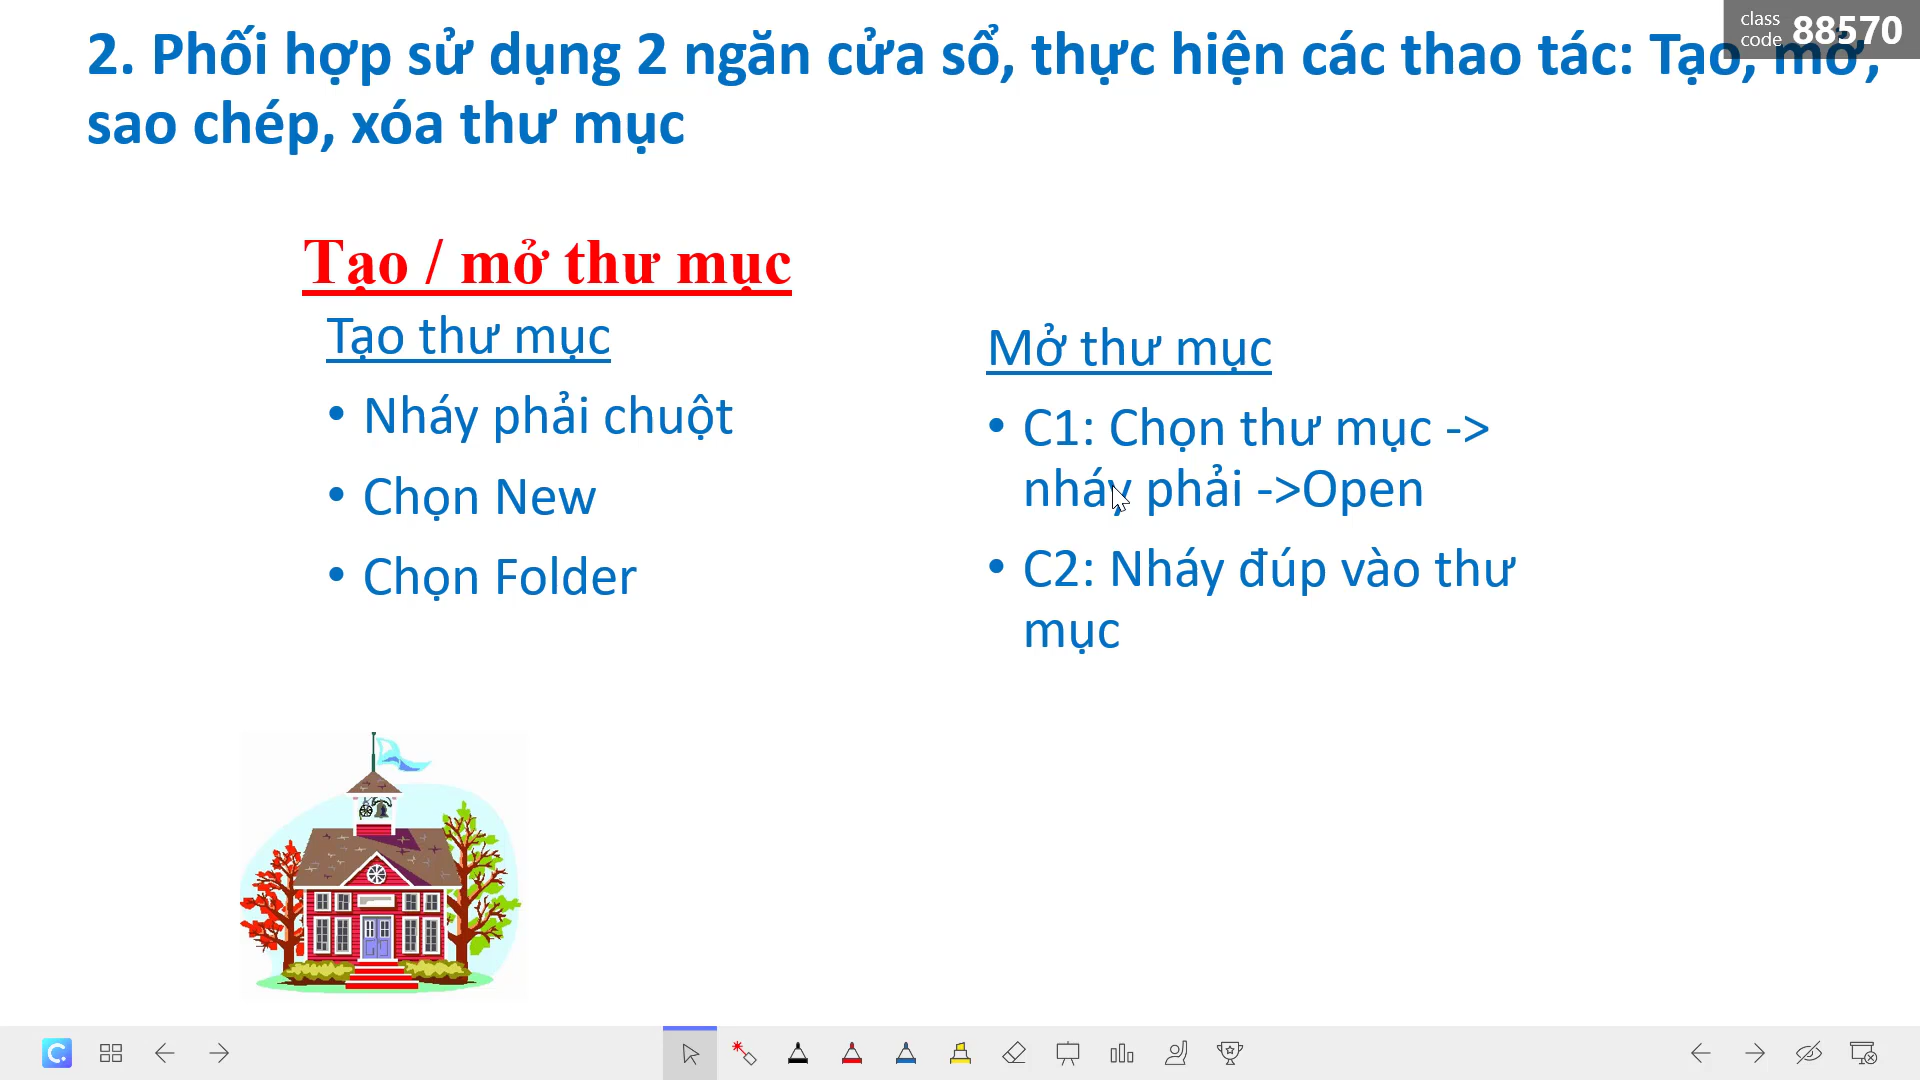 class
code 88570
2. Phối hợp sử dụng 2 ngăn cửa sổ, thực hiện các thao tác: Tạo, mở,
sao chép, xóa thư mục
Tạo / mở thư mục
Tạo thư mục
• Nháy phải chuột
• Chọn New
• Chọn Folder
Mở thư mục
• C1: Chọn thư mục ->
nháy phải ->Open
• C2: Nháy đúp vào thư
mục